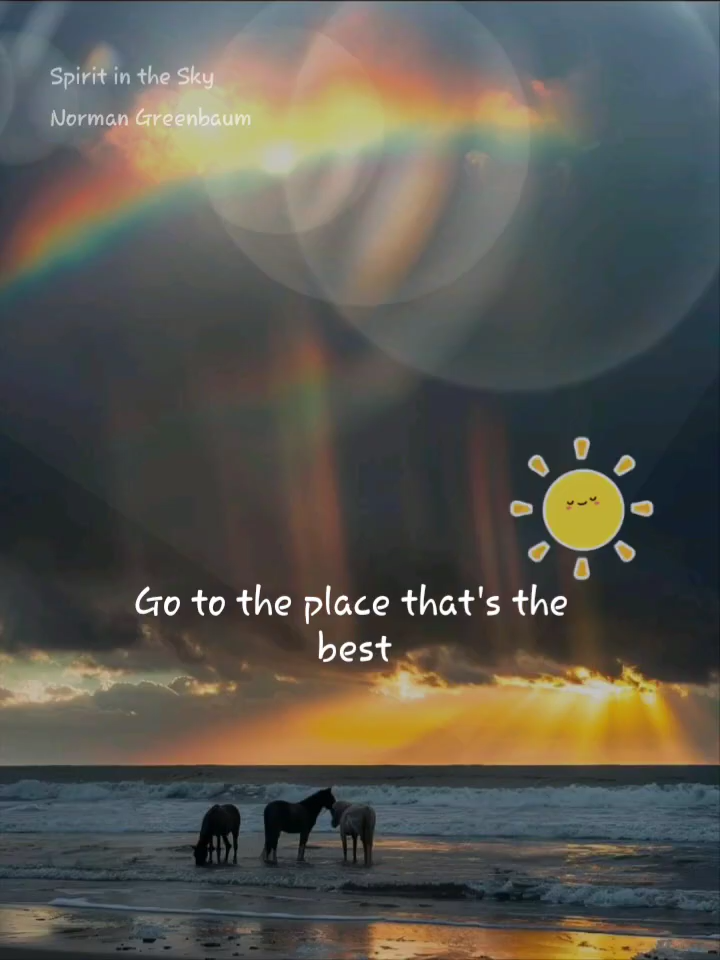 Spirit in the Sky
Norman Greenbaum
Go to the place that's the
best